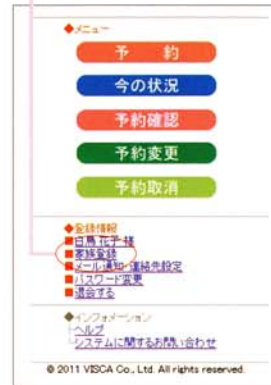 ◆メニュー
予　約
今の状況
予約確認
予約変更
予約取消
◆登録情報
■白鳥 花子 様
■家族登録
■メール通知・連絡先設定
■パスワード変更
■退会する
◆インフォメーション
ヘルプ
システムに関するお問い合わせ
© 2011 VISCA Co., Ltd. All rights reserved.